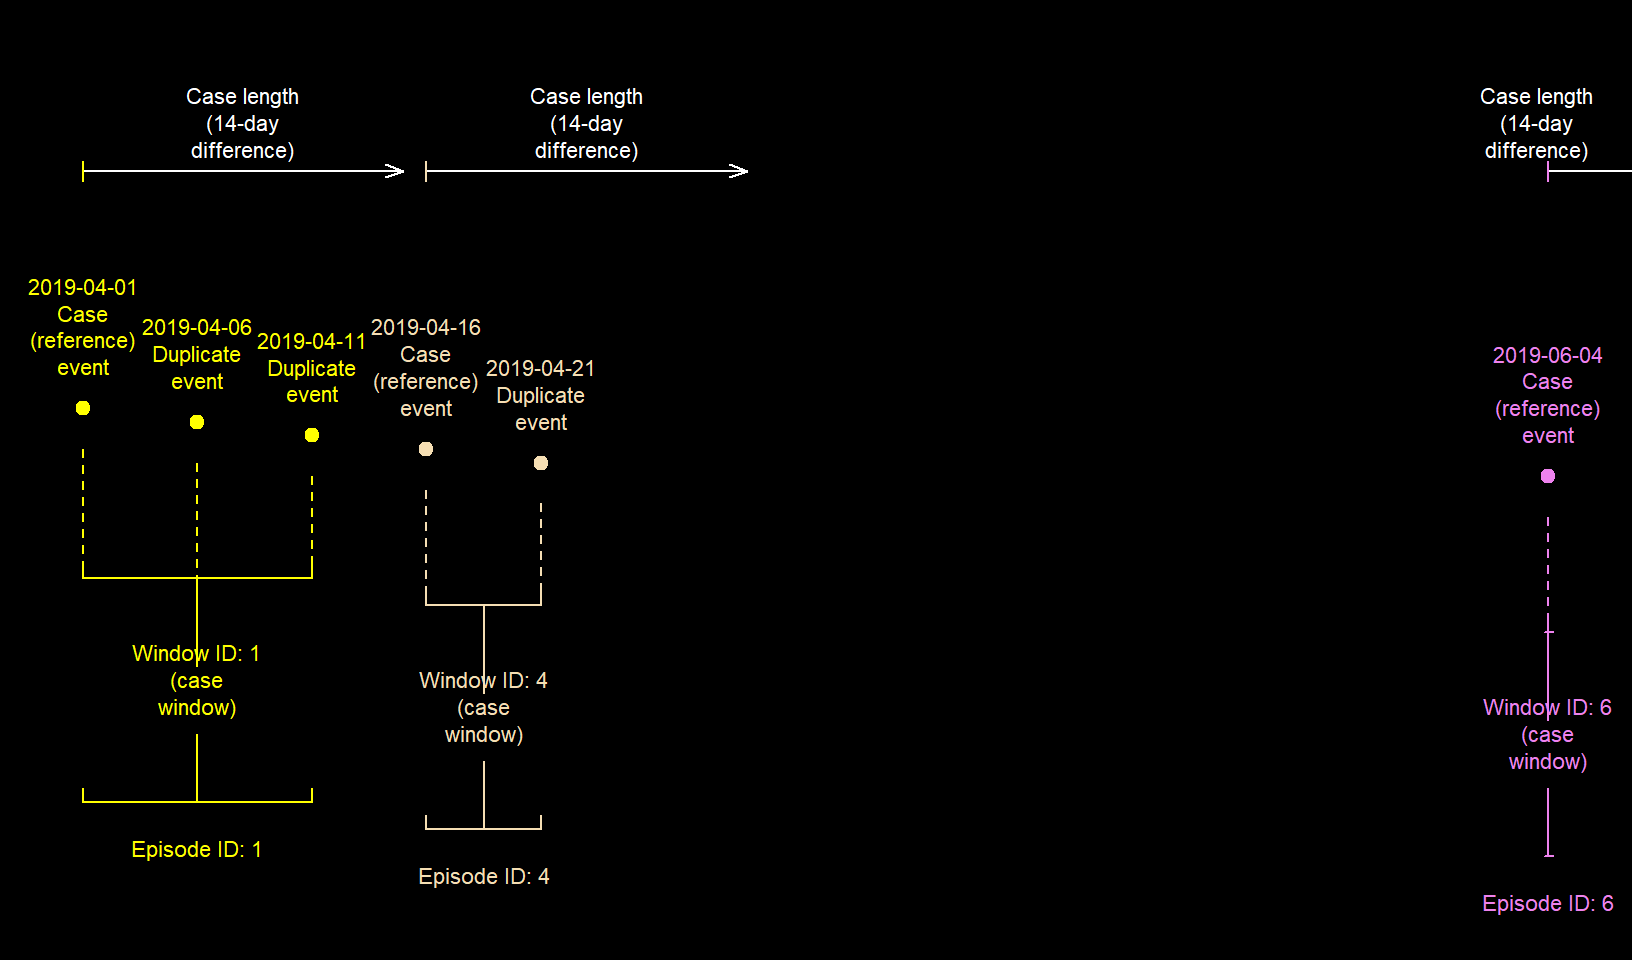 Case length
(14-day
difference)
Case length
(14-day
difference)
Case length
(14-day
difference)
2019-04-01
Case
(reference)
event
2019-04-06
Duplicate
event
2019-04-11
Duplicate
event
2019-04-16
Case
(reference)
event
2019-04-21
Duplicate
event
2019-06-04
Case
(reference)
event
Window ID: 1
(case
window)
Window ID: 4
(case
window)
Window ID: 6
(case
window)
Episode ID: 1
Episode ID: 4
Episode ID: 6